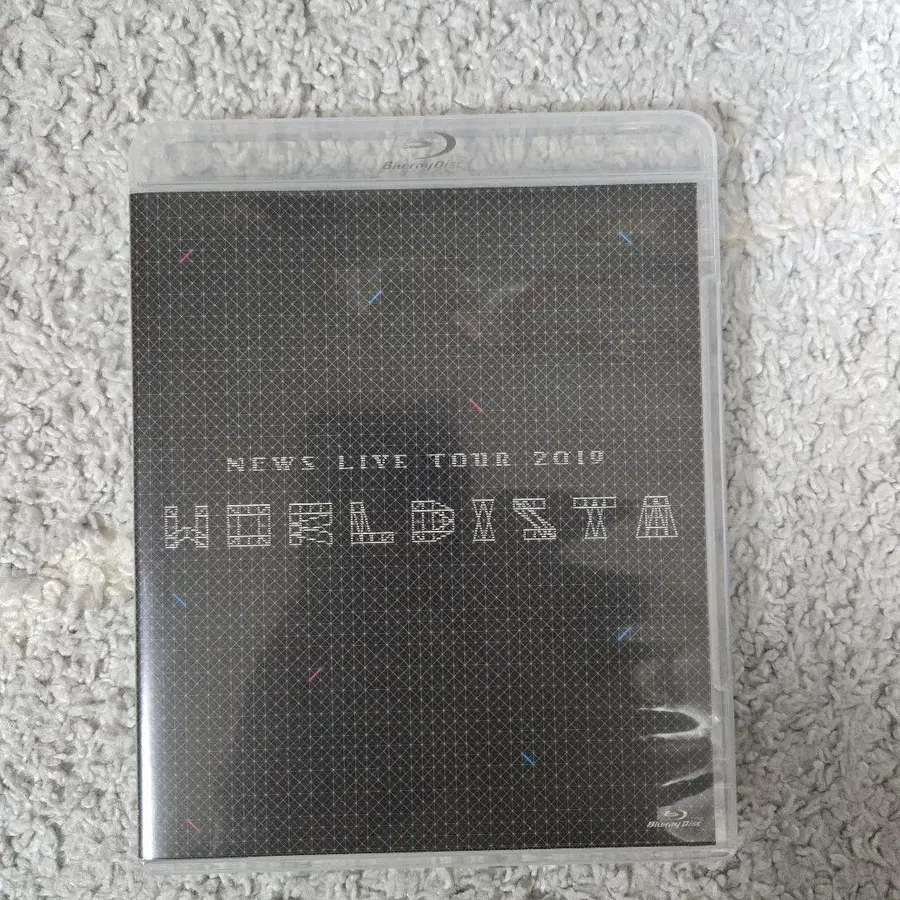 Blu-ray Disc
NEWS LIVE TOUR 2019
WORLDISTA
Blu-ray Disc